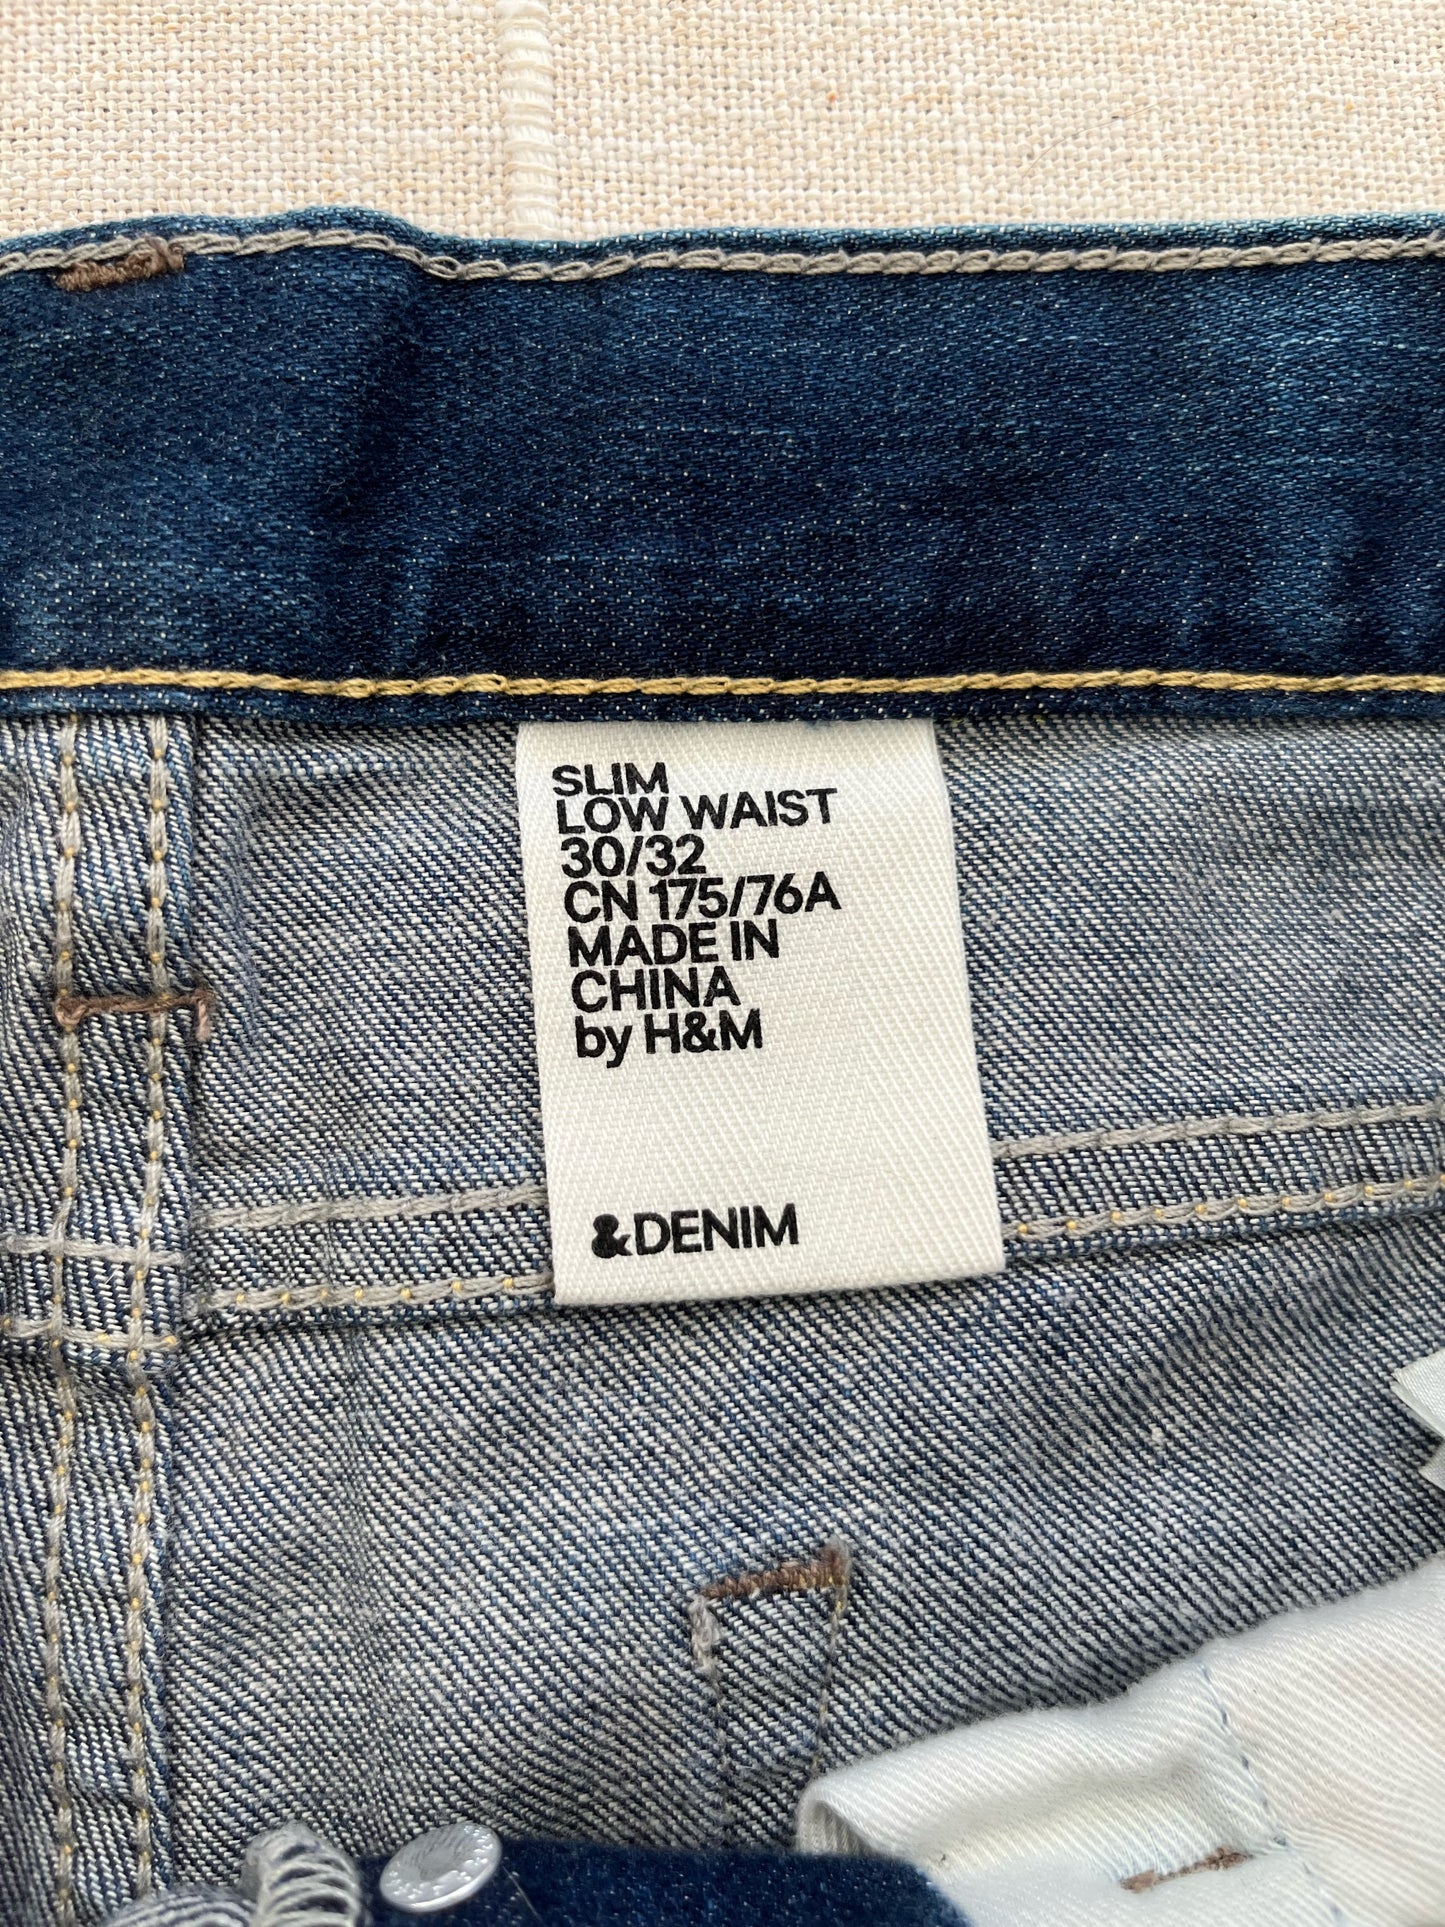 SLIM
LOW WAIST
30/32
CN 175/76A
MADE IN
CHINA
by H&M
&DENIM